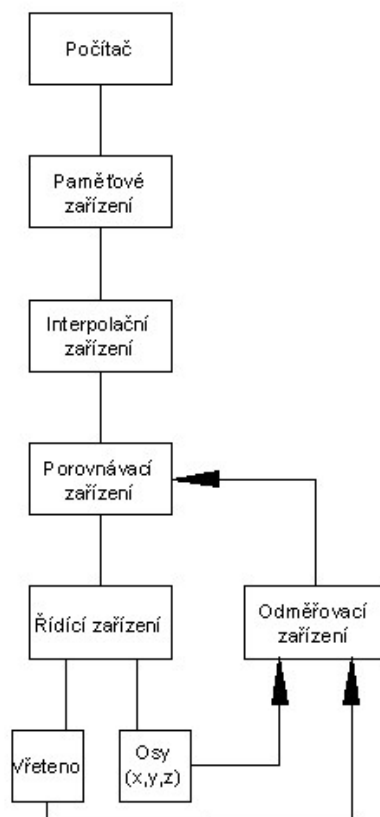 Počítač
Paměťové
zařízení
Interpolační
zařízení
Porovnávací
zařízení
Řídící zařízení
Odměřovací
zařízení
Vřeteno
Osy
(x,y,z)